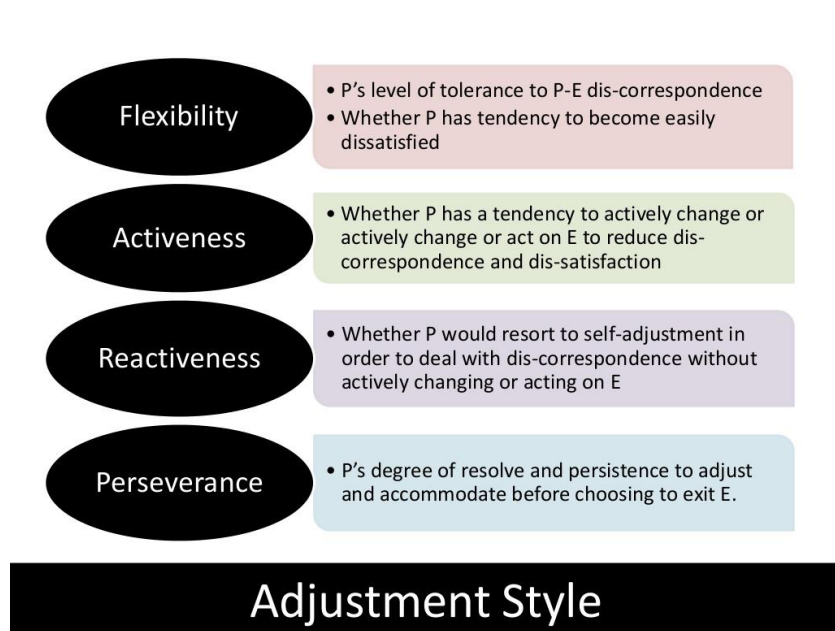 Flexibility
• P's level of tolerance to P-E dis-correspondence
• Whether P has tendency to become easily
dissatisfied
Activeness
• Whether P has a tendency to actively change or
actively change or act on E to reduce dis-
correspondence and dis-satisfaction
Reactiveness
• Whether P would resort to self-adjustment in
order to deal with dis-correspondence without
actively changing or acting on E
Perseverance
• P's degree of resolve and persistence to adjust
and accommodate before choosing to exit E.
Adjustment Style